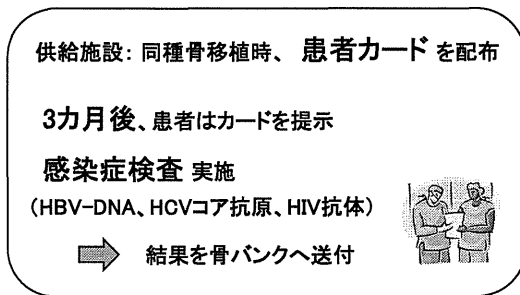 供給施設: 同種骨移植時、 患者カード を配布
3カ月後、患者はカードを提示
感染症検査 実施
(HBV-DNA、HCVコア抗原、HIV抗体)
結果を骨バンクへ送付